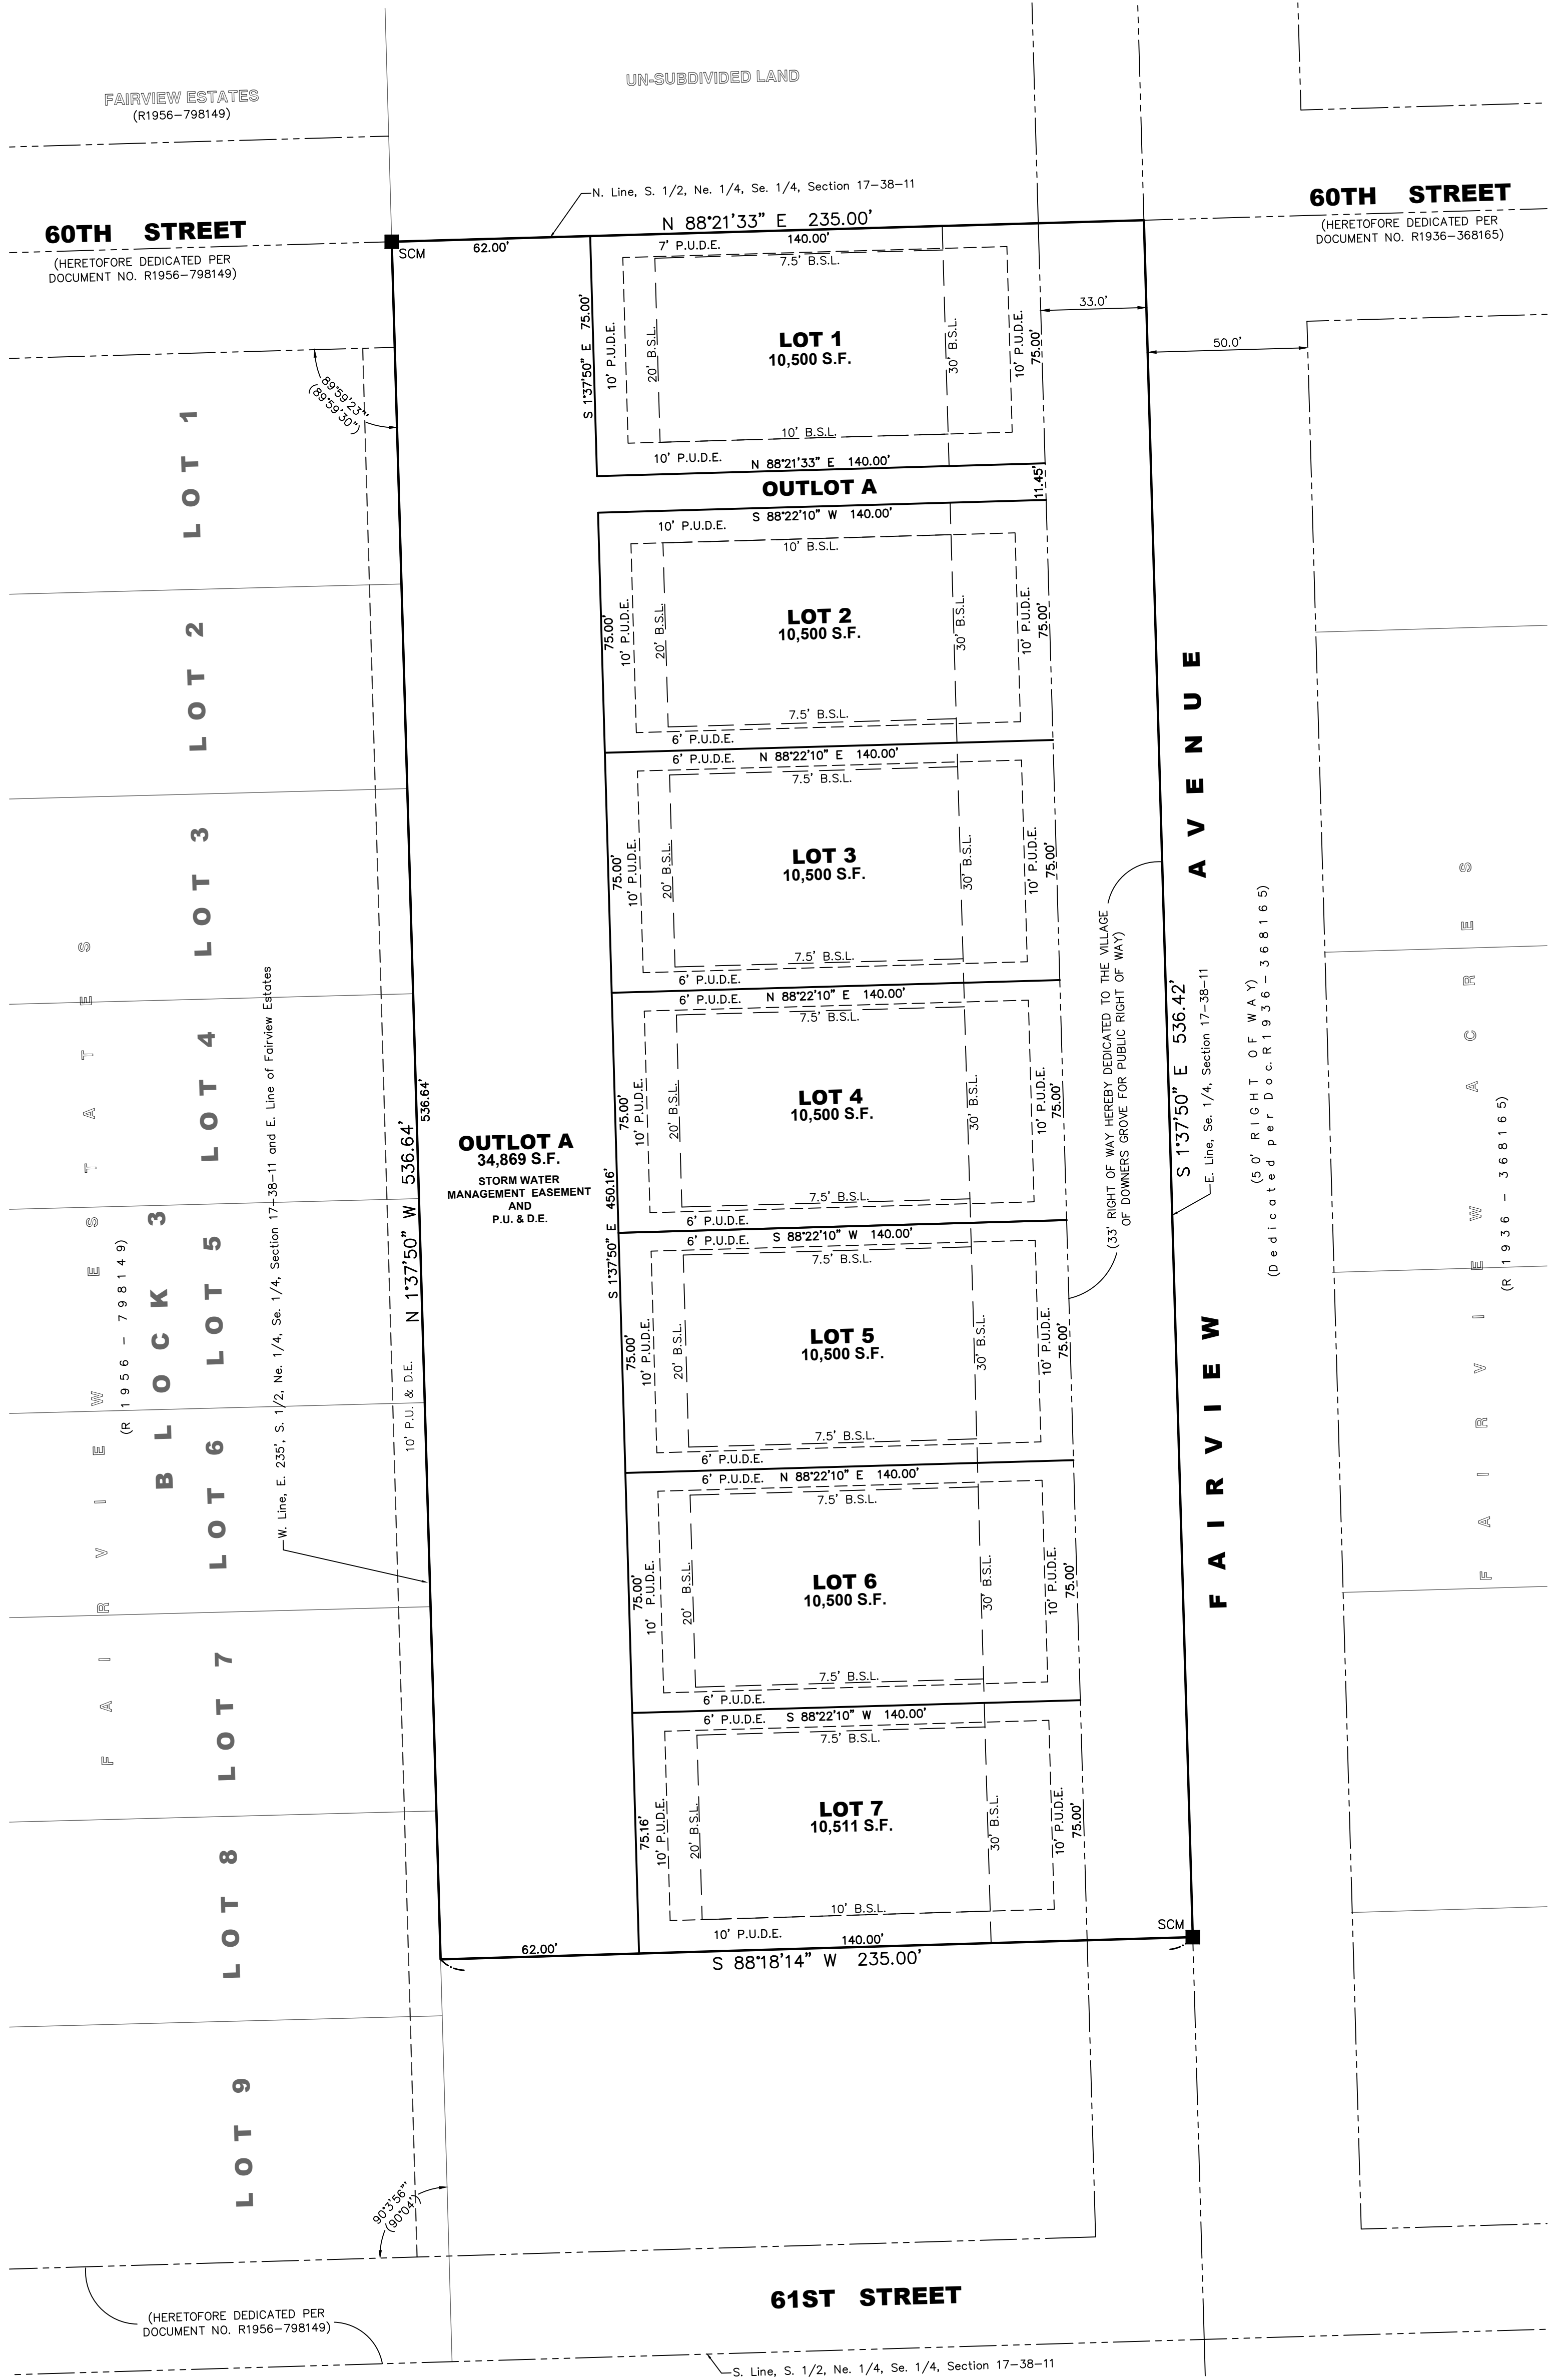 UN-SUBDIVIDED LAND
FAIRVIEW ESTATES
(R1956-798149)
N. Line, S. 1/2, Ne. 1/4, Se. 1/4, Section 17-38-11
60TH STREET
(HERETOFORE DEDICATED PER
DOCUMENT NO. R1956-798149)
60TH STREET
(HERETOFORE DEDICATED PER
DOCUMENT NO. R1936-368165)
N 88°21'33" E 235.00'
SCM
62.00'
7' P.U.D.E.
140.00'
7.5' B.S.L.
S 1°37'50" E 75.00'
10' P.U.D.E.
20' B.S.L.
LOT 1
10,500 S.F.
30' B.S.L.
10' P.U.D.E.
75.00'
33.0'
50.0'
10' B.S.L.
10' P.U.D.E.
N 88°21'33" E 140.00'
89°59'23"
(89°59'30")
OUTLOT A
11.45'
10' P.U.D.E.
S 88°22'10" W 140.00'
10' B.S.L.
75.00'
10' P.U.D.E.
20' B.S.L.
LOT 2
10,500 S.F.
30' B.S.L.
10' P.U.D.E.
75.00'
7.5' B.S.L.
6' P.U.D.E.
6' P.U.D.E.
N 88°22'10" E 140.00'
7.5' B.S.L.
75.00'
10' P.U.D.E.
20' B.S.L.
LOT 3
10,500 S.F.
30' B.S.L.
10' P.U.D.E.
75.00'
7.5' B.S.L.
6' P.U.D.E.
6' P.U.D.E.
N 88°22'10" E 140.00'
7.5' B.S.L.
75.00'
10' P.U.D.E.
20' B.S.L.
LOT 4
10,500 S.F.
30' B.S.L.
10' P.U.D.E.
75.00'
7.5' B.S.L.
6' P.U.D.E.
OUTLOT A
34,869 S.F.
STORM WATER
MANAGEMENT EASEMENT
AND
P.U. & D.E.
S 1°37'50" E 450.16'
6' P.U.D.E.
S 88°22'10" W 140.00'
7.5' B.S.L.
75.00'
10' P.U.D.E.
20' B.S.L.
LOT 5
10,500 S.F.
30' B.S.L.
10' P.U.D.E.
75.00'
7.5' B.S.L.
6' P.U.D.E.
6' P.U.D.E.
N 88°22'10" E 140.00'
7.5' B.S.L.
75.00'
10' P.U.D.E.
20' B.S.L.
LOT 6
10,500 S.F.
30' B.S.L.
10' P.U.D.E.
75.00'
7.5' B.S.L.
6' P.U.D.E.
6' P.U.D.E.
S 88°22'10" W 140.00'
7.5' B.S.L.
75.16'
10' P.U.D.E.
20' B.S.L.
LOT 7
10,511 S.F.
30' B.S.L.
10' P.U.D.E.
75.00'
10' B.S.L.
10' P.U.D.E.
62.00'
140.00'
SCM
S 88°18'14" W 235.00'
LOT 1
LOT 2
LOT 3
LOT 4
LOT 5
LOT 6
LOT 7
LOT 8
LOT 9
BLOCK 3
FAIRVIEW ESTATES
(R1956-798149)
W. Line, E. 235', S. 1/2, Ne. 1/4, Se. 1/4, Section 17-38-11 and E. Line of Fairview Estates
10' P.U. & D.E.
N 1°37'50" W 536.64'
536.64'
(33' RIGHT OF WAY HEREBY DEDICATED TO THE VILLAGE
OF DOWNERS GROVE FOR PUBLIC RIGHT OF WAY)
S 1°37'50" E 536.42'
E. Line, Se. 1/4, Section 17-38-11
FAIRVIEW AVENUE
(50' RIGHT OF WAY)
(Dedicated per Doc. R1936-368165)
FAIRVIEW ACRES
(R1936-368165)
90°3'56"
(90°04')
61ST STREET
(HERETOFORE DEDICATED PER
DOCUMENT NO. R1956-798149)
S. Line, S. 1/2, Ne. 1/4, Se. 1/4, Section 17-38-11